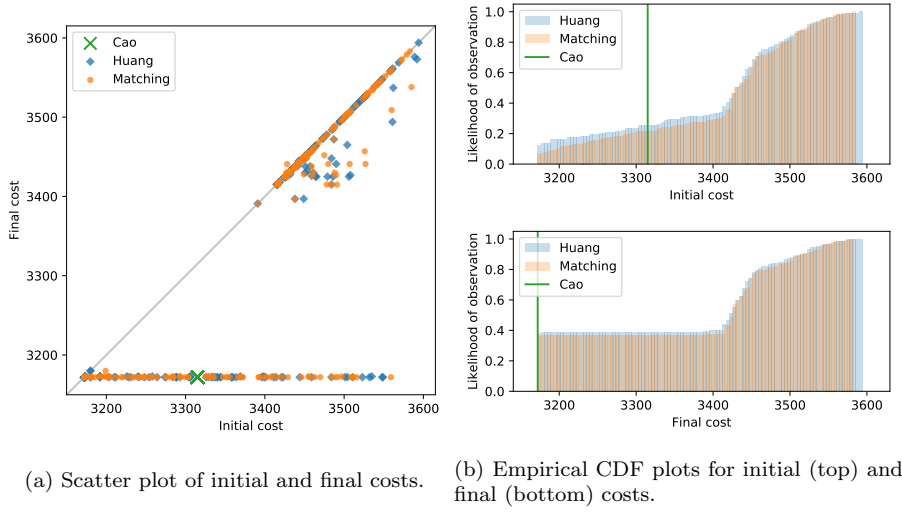 3600
3500
3400
3300
3200
Final cost
3200
3300
3400
3500
3600
Initial cost
Cao
Huang
Matching
1.0
0.8
0.6
0.4
0.2
0.0
Likelihood of observation
3200
3300
3400
3500
3600
Initial cost
Huang
Matching
Cao
1.0
0.8
0.6
0.4
0.2
0.0
Likelihood of observation
3200
3300
3400
3500
3600
Final cost
Huang
Matching
Cao
(a) Scatter plot of initial and final costs.
(b) Empirical CDF plots for initial (top) and
final (bottom) costs.